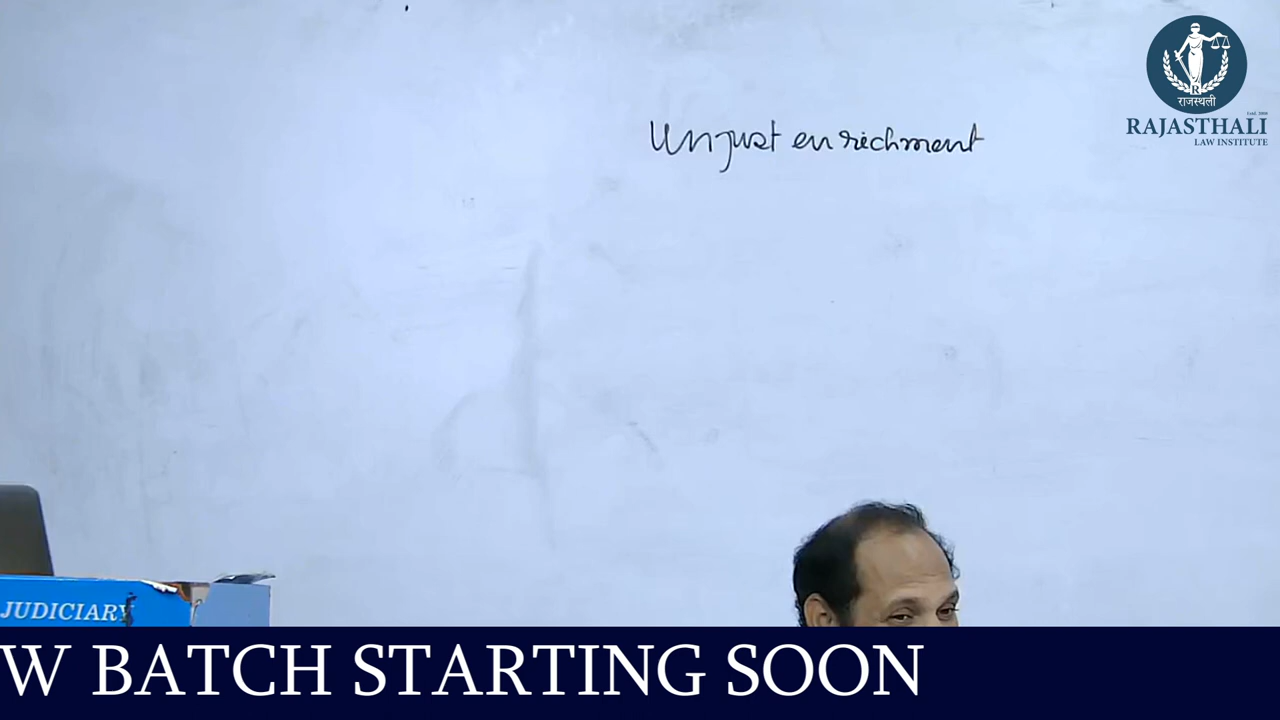 Unjust enrichment
राजस्थली
RAJASTHALI
LAW INSTITUTE
JUDICIARY
W BATCH STARTING SOON